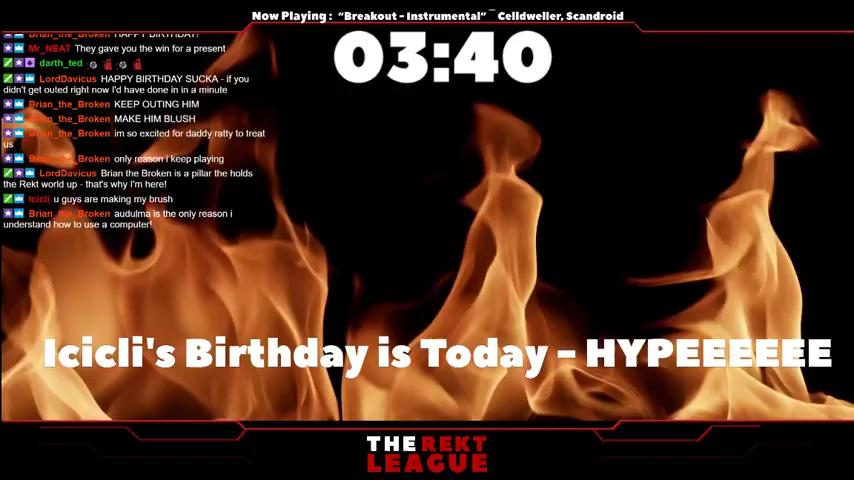 Now Playing : "Breakout - Instrumental" - Celldweller, Scandroid
03:40
Brian_the_Broken HAPPY BIRTHDAY!
Mr_NEAT They gave you the win for a present
darth_ted
LordDavicus HAPPY BIRTHDAY SUCKA - if you
didn't get outed right now I'd have done in in a minute
Brian_the_Broken KEEP OUTING HIM
Brian_the_Broken MAKE HIM BLUSH
Brian_the_Broken im so excited for daddy ratty to treat
us
Brian_the_Broken only reason i keep playing
LordDavicus Brian the Broken is a pillar the holds
the Rekt world up - that's why I'm here!
Icicli u guys are making my brush
Brian_the_Broken audulma is the only reason i
understand how to use a computer!
Icicli's Birthday is Today - HYPEEEEEE
THE REKT
LEAGUE